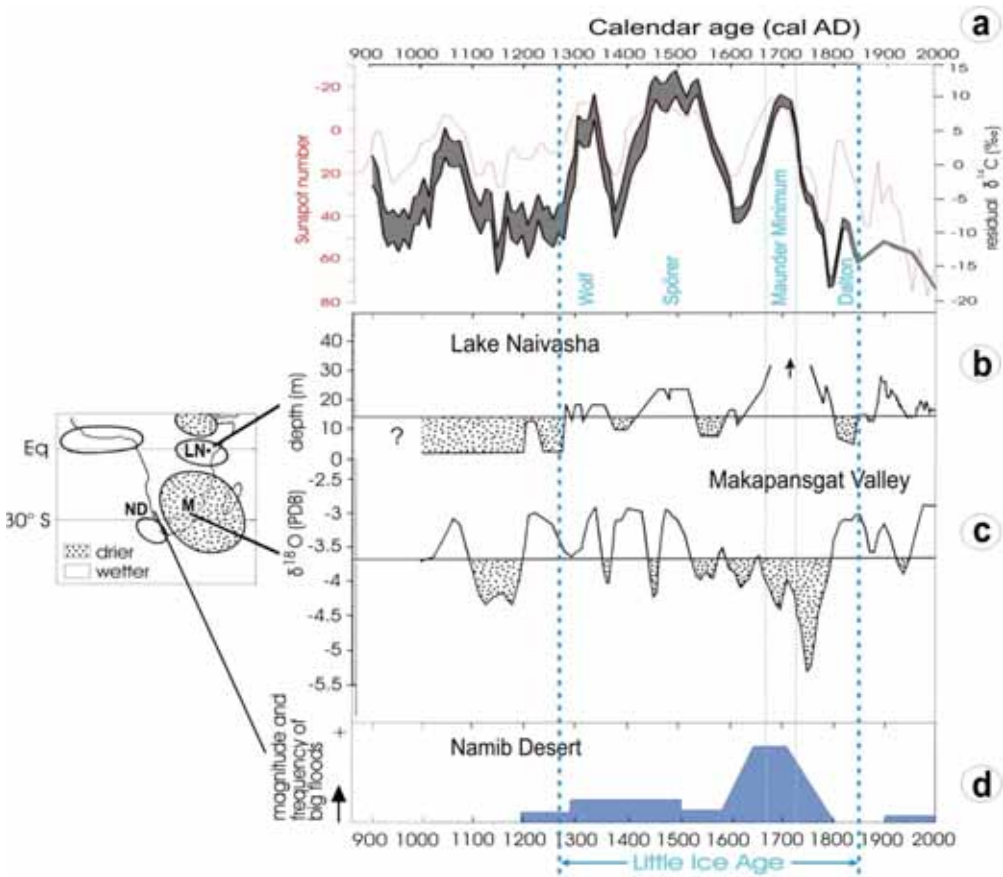 a
Calendar age (cal AD)
900 1000 1100 1200 1300 1400 1500 1600 1700 1800 1900 2000
Sunspot number
-20
0
20
40
60
80
15
10
5
0
-5
-10
-15
-20
residual δ¹⁴C (‰)
Wolf
Spörer
Maunder Minimum
Dalton
b
Lake Naivasha
depth (m)
40
30
20
10
0
?
c
Makapansgat Valley
δ¹⁸O (PDB)
-2.5
-3
-3.5
-4
-4.5
-5
-5.5
Eq
30° S
LN
ND
M
drier
wetter
d
Namib Desert
magnitude and
frequency of
big floods
+
900 1000 1100 1200 1300 1400 1500 1600 1700 1800 1900 2000
Little Ice Age